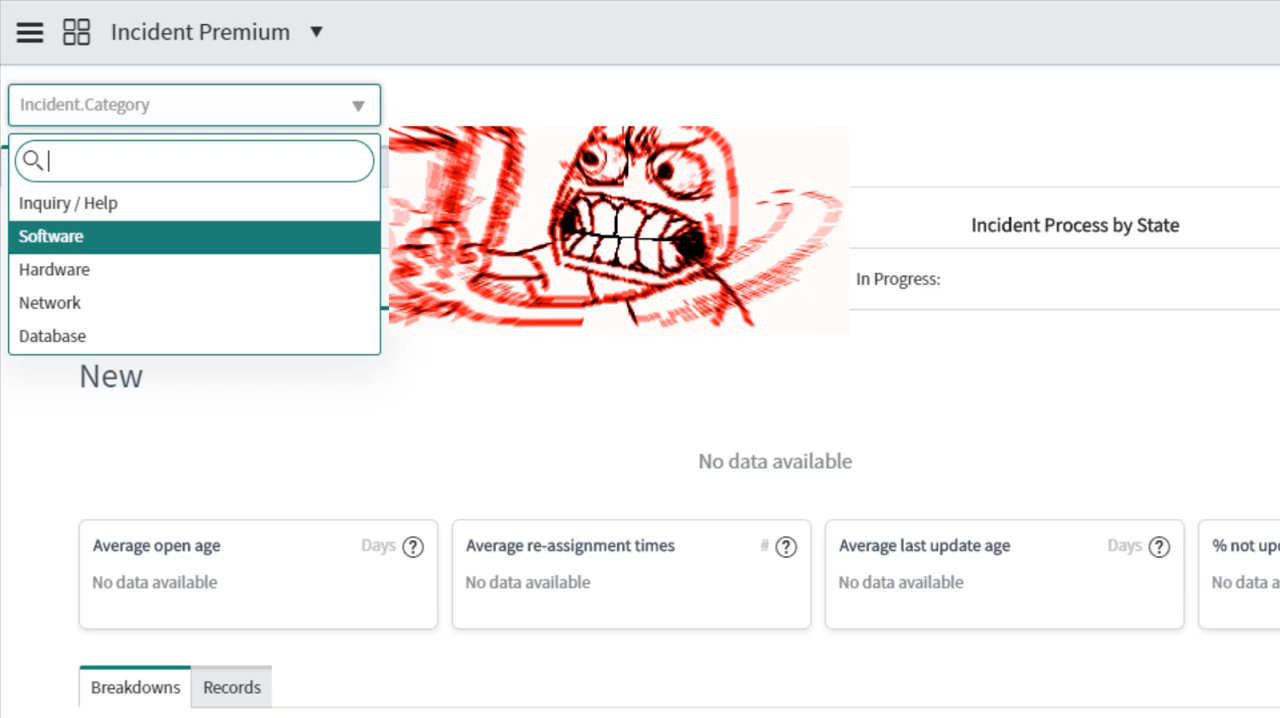 Incident Premium
Incident.Category
Inquiry / Help
Software
Hardware
Network
Database
Incident Process by State
In Progress:
New
No data available
Average open age Days
No data available
Average re-assignment times #
No data available
Average last update age Days
No data available
% not up
No data a
Breakdowns Records